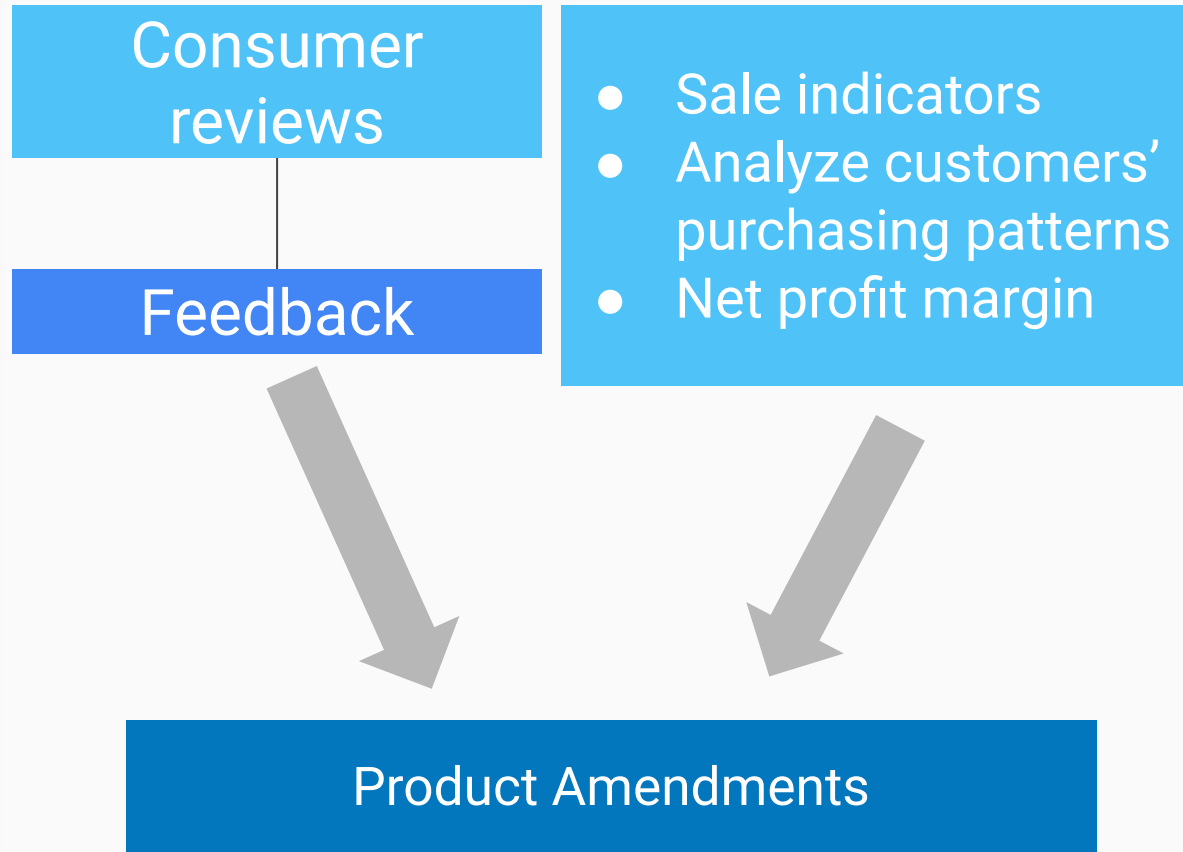 Consumer
reviews
Feedback
● Sale indicators
● Analyze customers’
purchasing patterns
● Net profit margin
Product Amendments